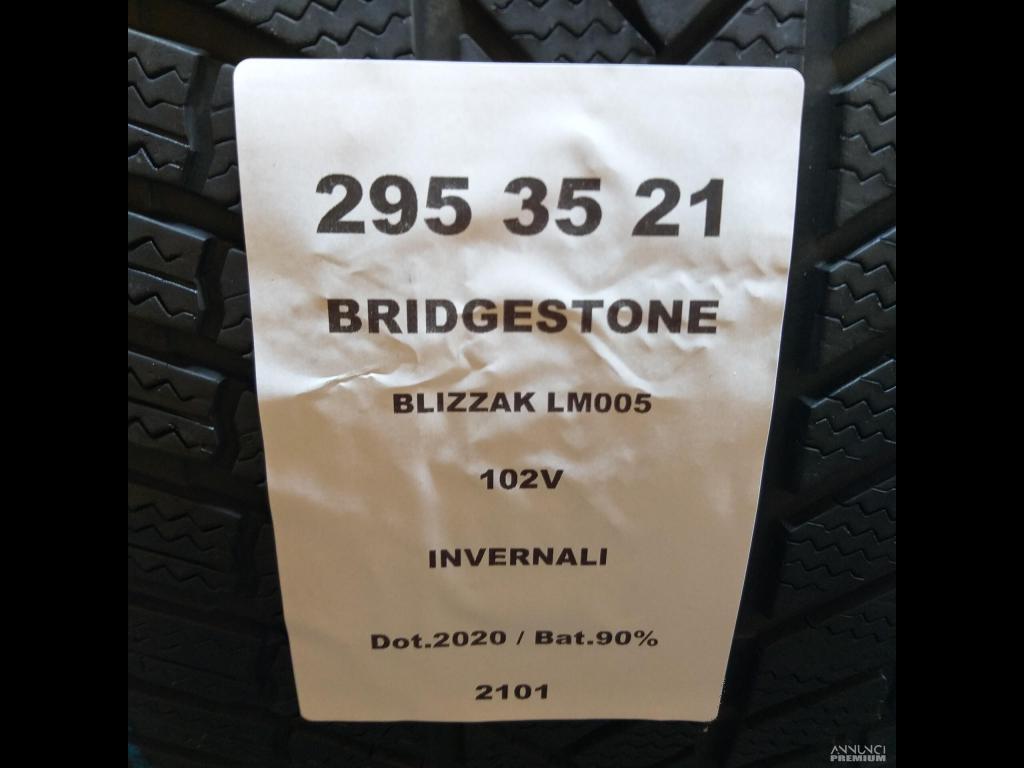 295 35 21
BRIDGESTONE
BLIZZAK LM005
102V
INVERNALI
Dot.2020 / Bat.90%
2101
ANNUNCI
PREMIUM